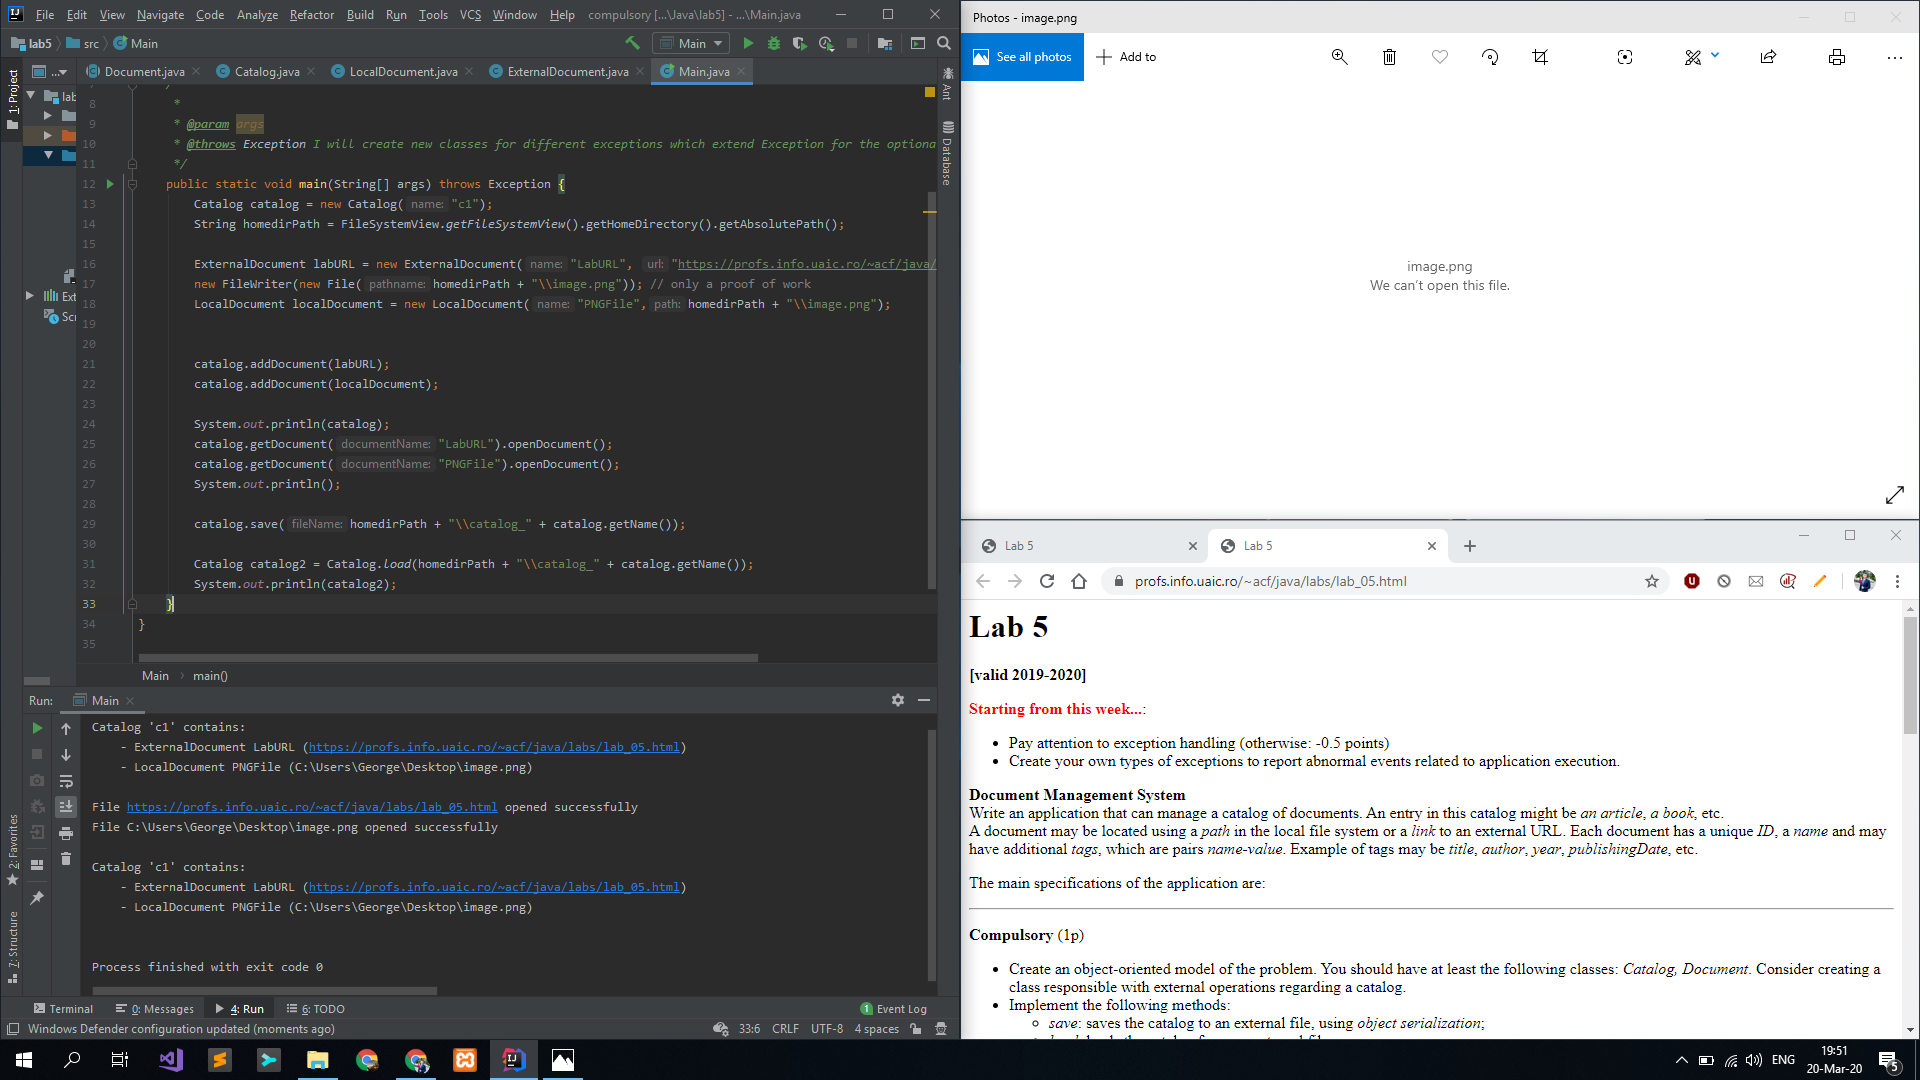 File Edit View Navigate Code Analyze Refactor Build Run Tools VCS Window Help compulsory [...\Java\lab5] - ...\Main.java
lab5 src Main
Main
Document.java Catalog.java LocalDocument.java ExternalDocument.java Main.java
1: Project
lab
Ext
Scr
8 *
9 * @param args
10 * @throws Exception I will create new classes for different exceptions which extend Exception for the optiona
11 */
12 public static void main(String[] args) throws Exception {
13 Catalog catalog = new Catalog( name: "c1");
14 String homedirPath = FileSystemView.getFileSystemView().getHomeDirectory().getAbsolutePath();
15
16 ExternalDocument labURL = new ExternalDocument( name: "LabURL", url: "https://profs.info.uaic.ro/~acf/java/
17 new FileWriter(new File( pathname: homedirPath + "\\image.png")); // only a proof of work
18 LocalDocument localDocument = new LocalDocument( name: "PNGFile", path: homedirPath + "\\image.png");
19
20
21 catalog.addDocument(labURL);
22 catalog.addDocument(localDocument);
23
24 System.out.println(catalog);
25 catalog.getDocument( documentName: "LabURL").openDocument();
26 catalog.getDocument( documentName: "PNGFile").openDocument();
27 System.out.println();
28
29 catalog.save( fileName: homedirPath + "\\catalog_" + catalog.getName());
30
31 Catalog catalog2 = Catalog.load(homedirPath + "\\catalog_" + catalog.getName());
32 System.out.println(catalog2);
33 }
34 }
35
Ant
Database
Main main()
Run: Main
Catalog 'c1' contains:
- ExternalDocument LabURL (https://profs.info.uaic.ro/~acf/java/labs/lab_05.html)
- LocalDocument PNGFile (C:\Users\George\Desktop\image.png)
File https://profs.info.uaic.ro/~acf/java/labs/lab_05.html opened successfully
File C:\Users\George\Desktop\image.png opened successfully
Catalog 'c1' contains:
- ExternalDocument LabURL (https://profs.info.uaic.ro/~acf/java/labs/lab_05.html)
- LocalDocument PNGFile (C:\Users\George\Desktop\image.png)
Process finished with exit code 0
2: Favorites
7: Structure
Terminal 0: Messages 4: Run 6: TODO 1 Event Log
Windows Defender configuration updated (moments ago) 33:6 CRLF UTF-8 4 spaces
Photos - image.png
See all photos Add to
image.png
We can't open this file.
Lab 5 Lab 5
profs.info.uaic.ro/~acf/java/labs/lab_05.html
Lab 5
[valid 2019-2020]
Starting from this week...:
• Pay attention to exception handling (otherwise: -0.5 points)
• Create your own types of exceptions to report abnormal events related to application execution.
Document Management System
Write an application that can manage a catalog of documents. An entry in this catalog might be an article, a book, etc.
A document may be located using a path in the local file system or a link to an external URL. Each document has a unique ID, a name and may
have additional tags, which are pairs name-value. Example of tags may be title, author, year, publishingDate, etc.
The main specifications of the application are:
Compulsory (1p)
• Create an object-oriented model of the problem. You should have at least the following classes: Catalog, Document. Consider creating a
class responsible with external operations regarding a catalog.
• Implement the following methods:
save: saves the catalog to an external file, using object serialization;
ENG
19:51
20-Mar-20
5